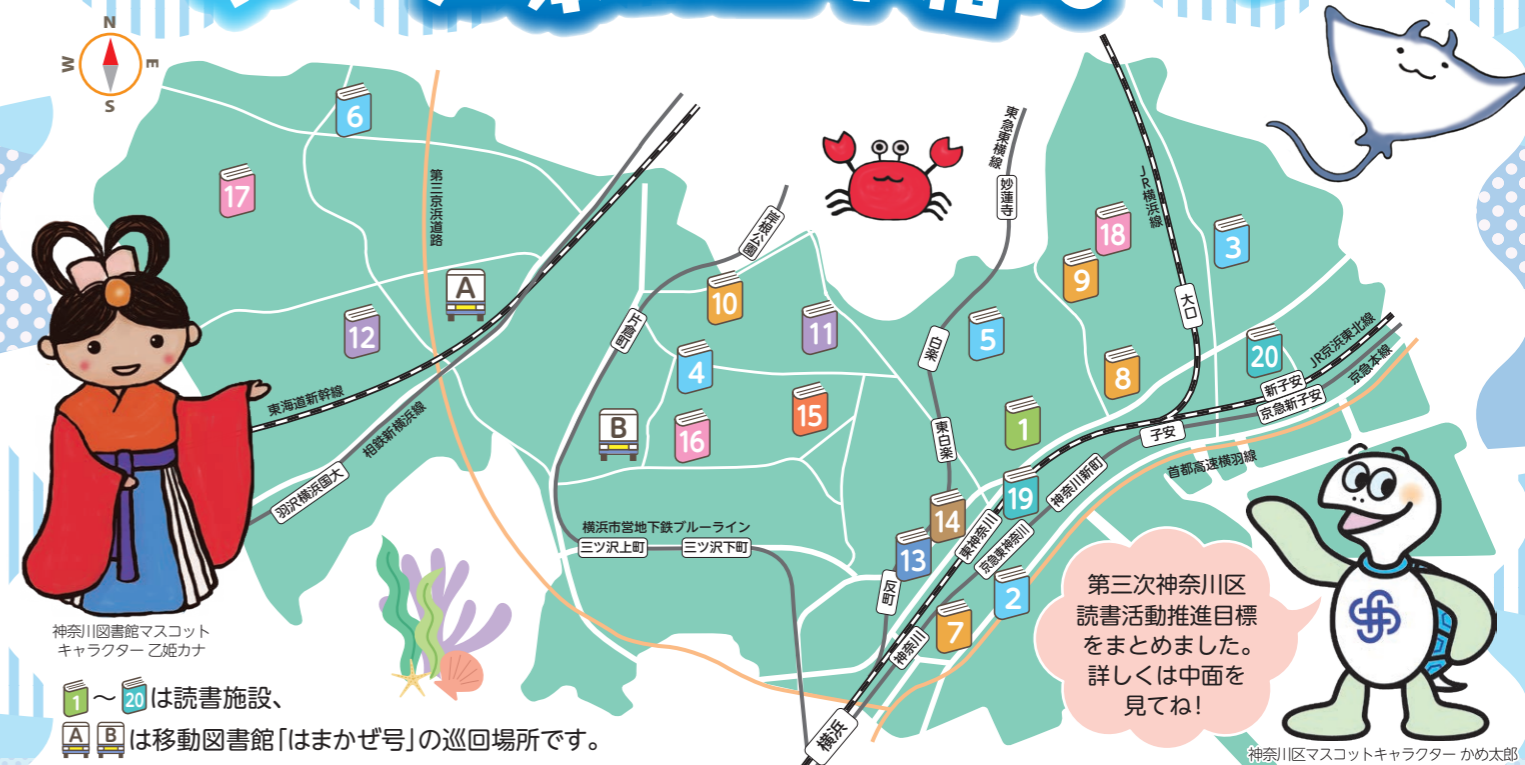 N
W
E
S
6
17
第三京浜道路
A
12
東海道新幹線
相鉄新横浜線
羽沢横浜国大
岸根公園
片倉町
10
11
4
B
16
15
横浜市営地下鉄ブルーライン
三ツ沢上町
三ツ沢下町
東急東横線
妙蓮寺
白楽
東白楽
反町
5
JR横浜線
大口
18
9
3
8
20
1
19
14
13
2
7
JR京浜東北線
京急本線
新子安
京急新子安
子安
首都高速横羽線
神奈川新町
東神奈川
京急東神奈川
神奈川
横浜
第三次神奈川区
読書活動推進目標
をまとめました。
詳しくは中面を
見てね!
神奈川図書館マスコット
キャラクター 乙姫カナ
1～20は読書施設、
A Bは移動図書館「はまかぜ号」の巡回場所です。
神奈川区マスコットキャラクター かめ太郎